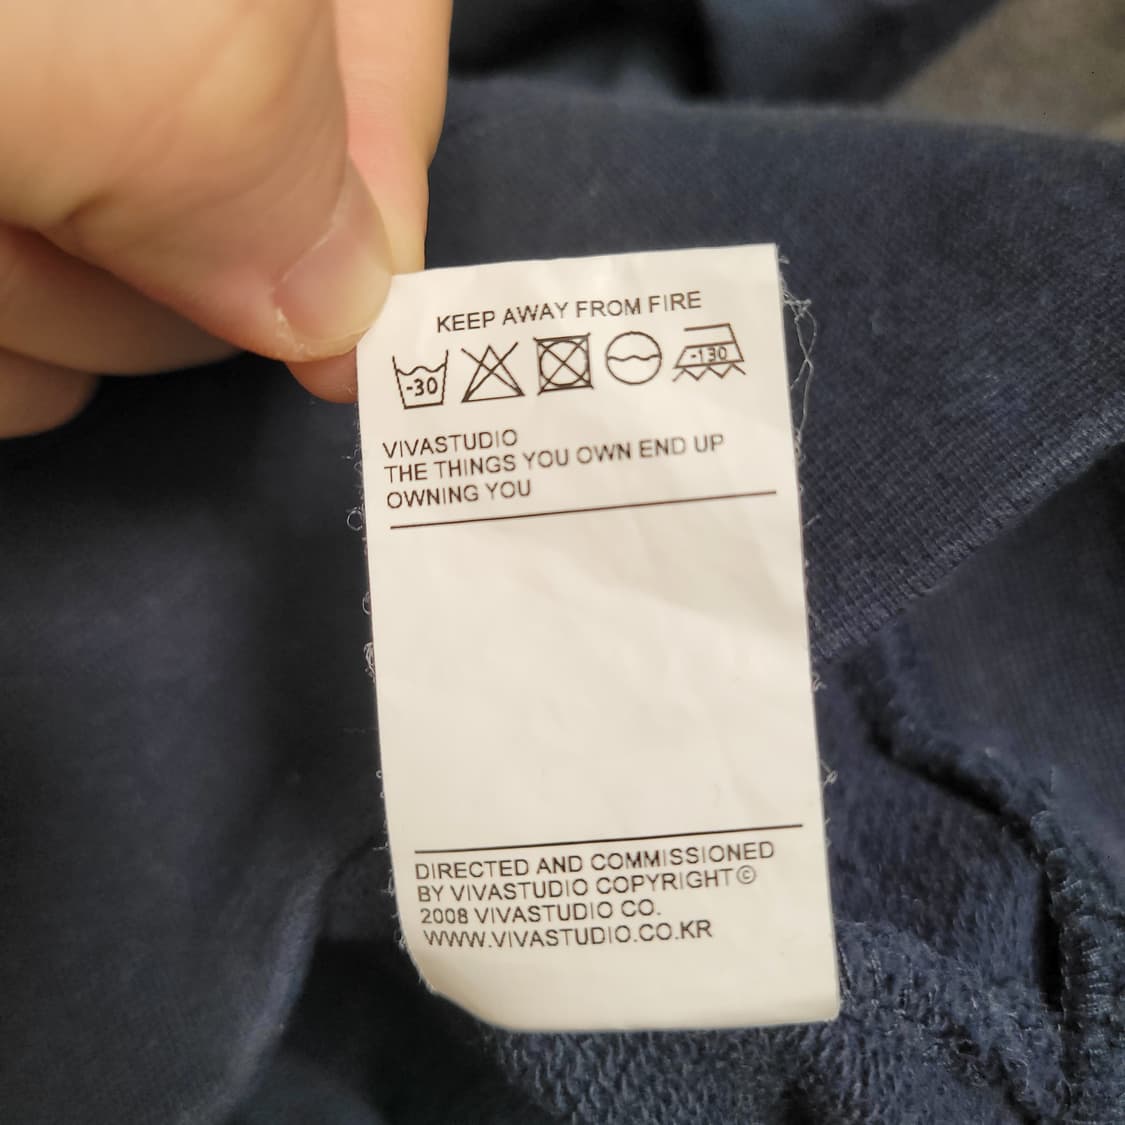 KEEP AWAY FROM FIRE
-30 -130
VIVASTUDIO
THE THINGS YOU OWN END UP
OWNING YOU
DIRECTED AND COMMISSIONED
BY VIVASTUDIO COPYRIGHT©
2008 VIVASTUDIO CO.
WWW.VIVASTUDIO.CO.KR